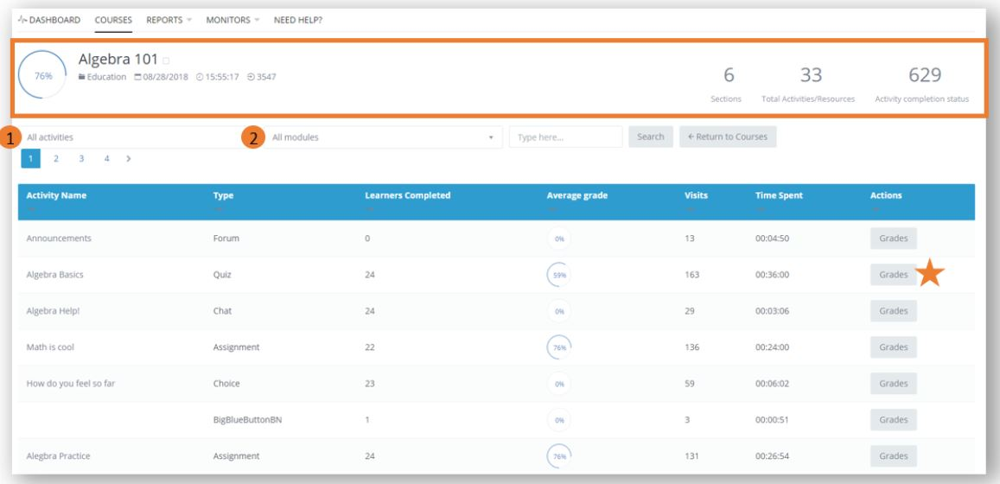 DASHBOARD COURSES REPORTS MONITORS NEED HELP?
76%
Algebra 101
Education 08/28/2018 15:55:17 3547
6 33 629
Sections Total Activities/Resources Activity completion status
1 All activities 2 All modules Type here... Search Return to Courses
1 2 3 4
Activity Name Type Learners Completed Average grade Visits Time Spent Actions
Announcements Forum 0 0% 13 00:04:50 Grades
Algebra Basics Quiz 24 59% 163 00:36:00 Grades
Algebra Help! Chat 24 0% 29 00:03:06 Grades
Math is cool Assignment 22 76% 136 00:24:00 Grades
How do you feel so far Choice 23 0% 59 00:06:02 Grades
BigBlueButtonBN 1 0% 3 00:00:51 Grades
Alegbra Practice Assignment 24 76% 131 00:26:54 Grades